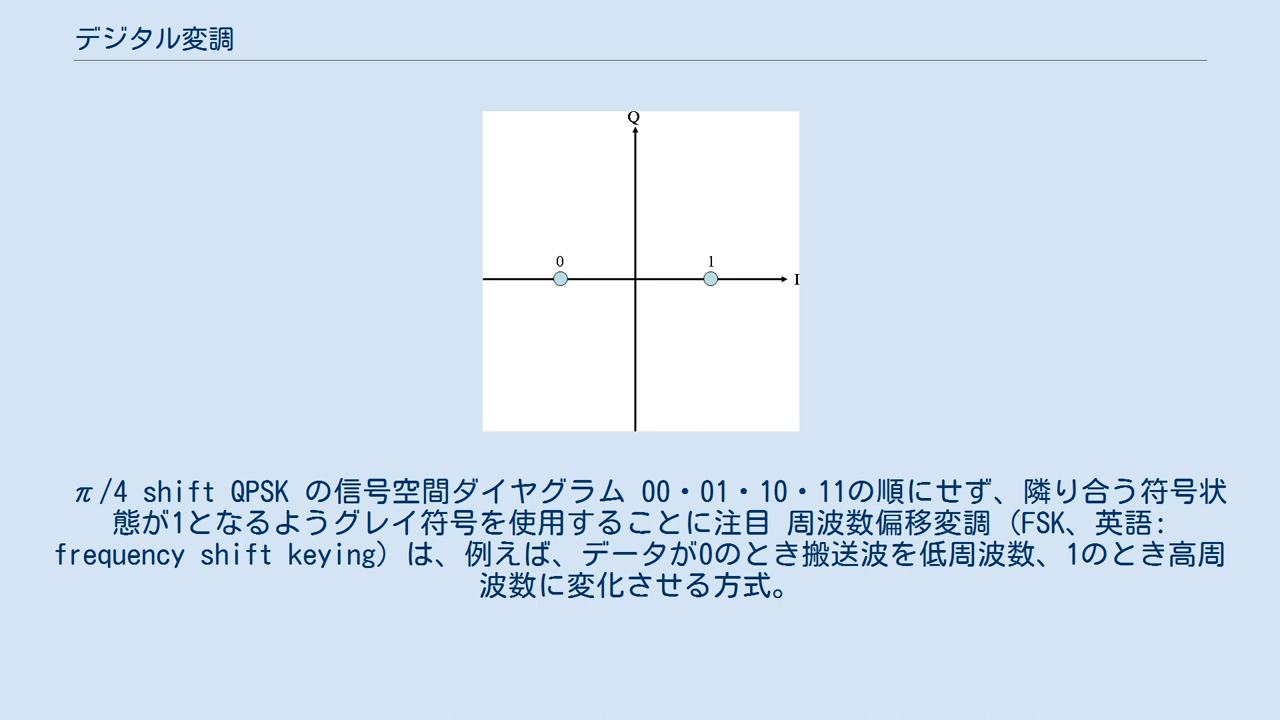 デジタル変調
Q
0
1
I
π/4 shift QPSK の信号空間ダイヤグラム 00・01・10・11の順にせず、隣り合う符号状
態が1となるようグレイ符号を使用することに注目 周波数偏移変調（FSK、英語:
frequency shift keying）は、例えば、データが0のとき搬送波を低周波数、1のとき高周
波数に変化させる方式。